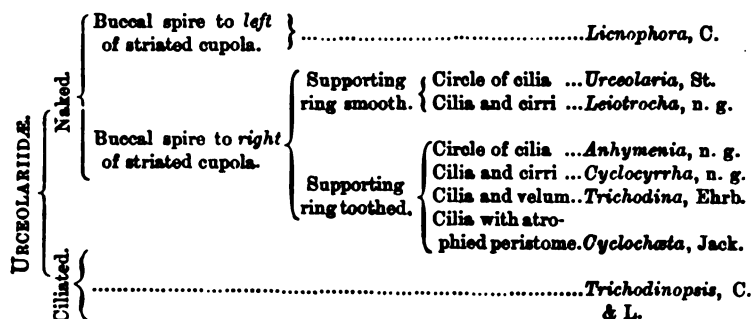 URCEOLARIIDÆ.
Naked.
Buccal spire to left
of striated cupola.
........................................Licnophora, C.
Buccal spire to right
of striated cupola.
Supporting
ring smooth.
Circle of cilia ...Urceolaria, St.
Cilia and cirri ...Leiotrocha, n. g.
Supporting
ring toothed.
Circle of cilia ...Anhymenia, n. g.
Cilia and cirri ...Cyclocyrrha, n. g.
Cilia and velum..Trichodina, Ehrb.
Cilia with atro-
phied peristome.Cyclochæta, Jack.
Ciliated.
........................................Trichodinopsis, C.
& L.